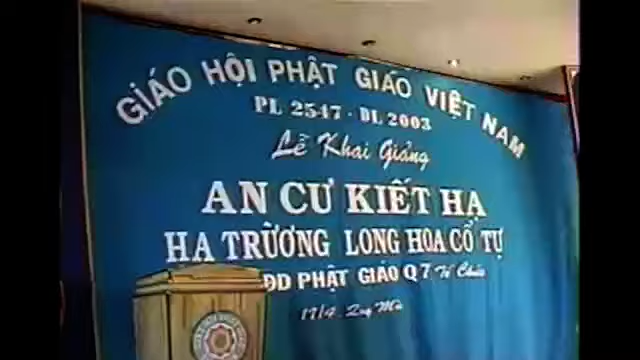 GIÁO HỘI PHẬT GIÁO VIỆT NAM
PL 2547 - DL 2003
Lễ Khai Giảng
AN CƯ KIẾT HẠ
HẠ TRƯỜNG LONG HOA CỔ TỰ
DD PHẬT GIÁO Q 7 Tổ Chức
17/4. Quý Mùi